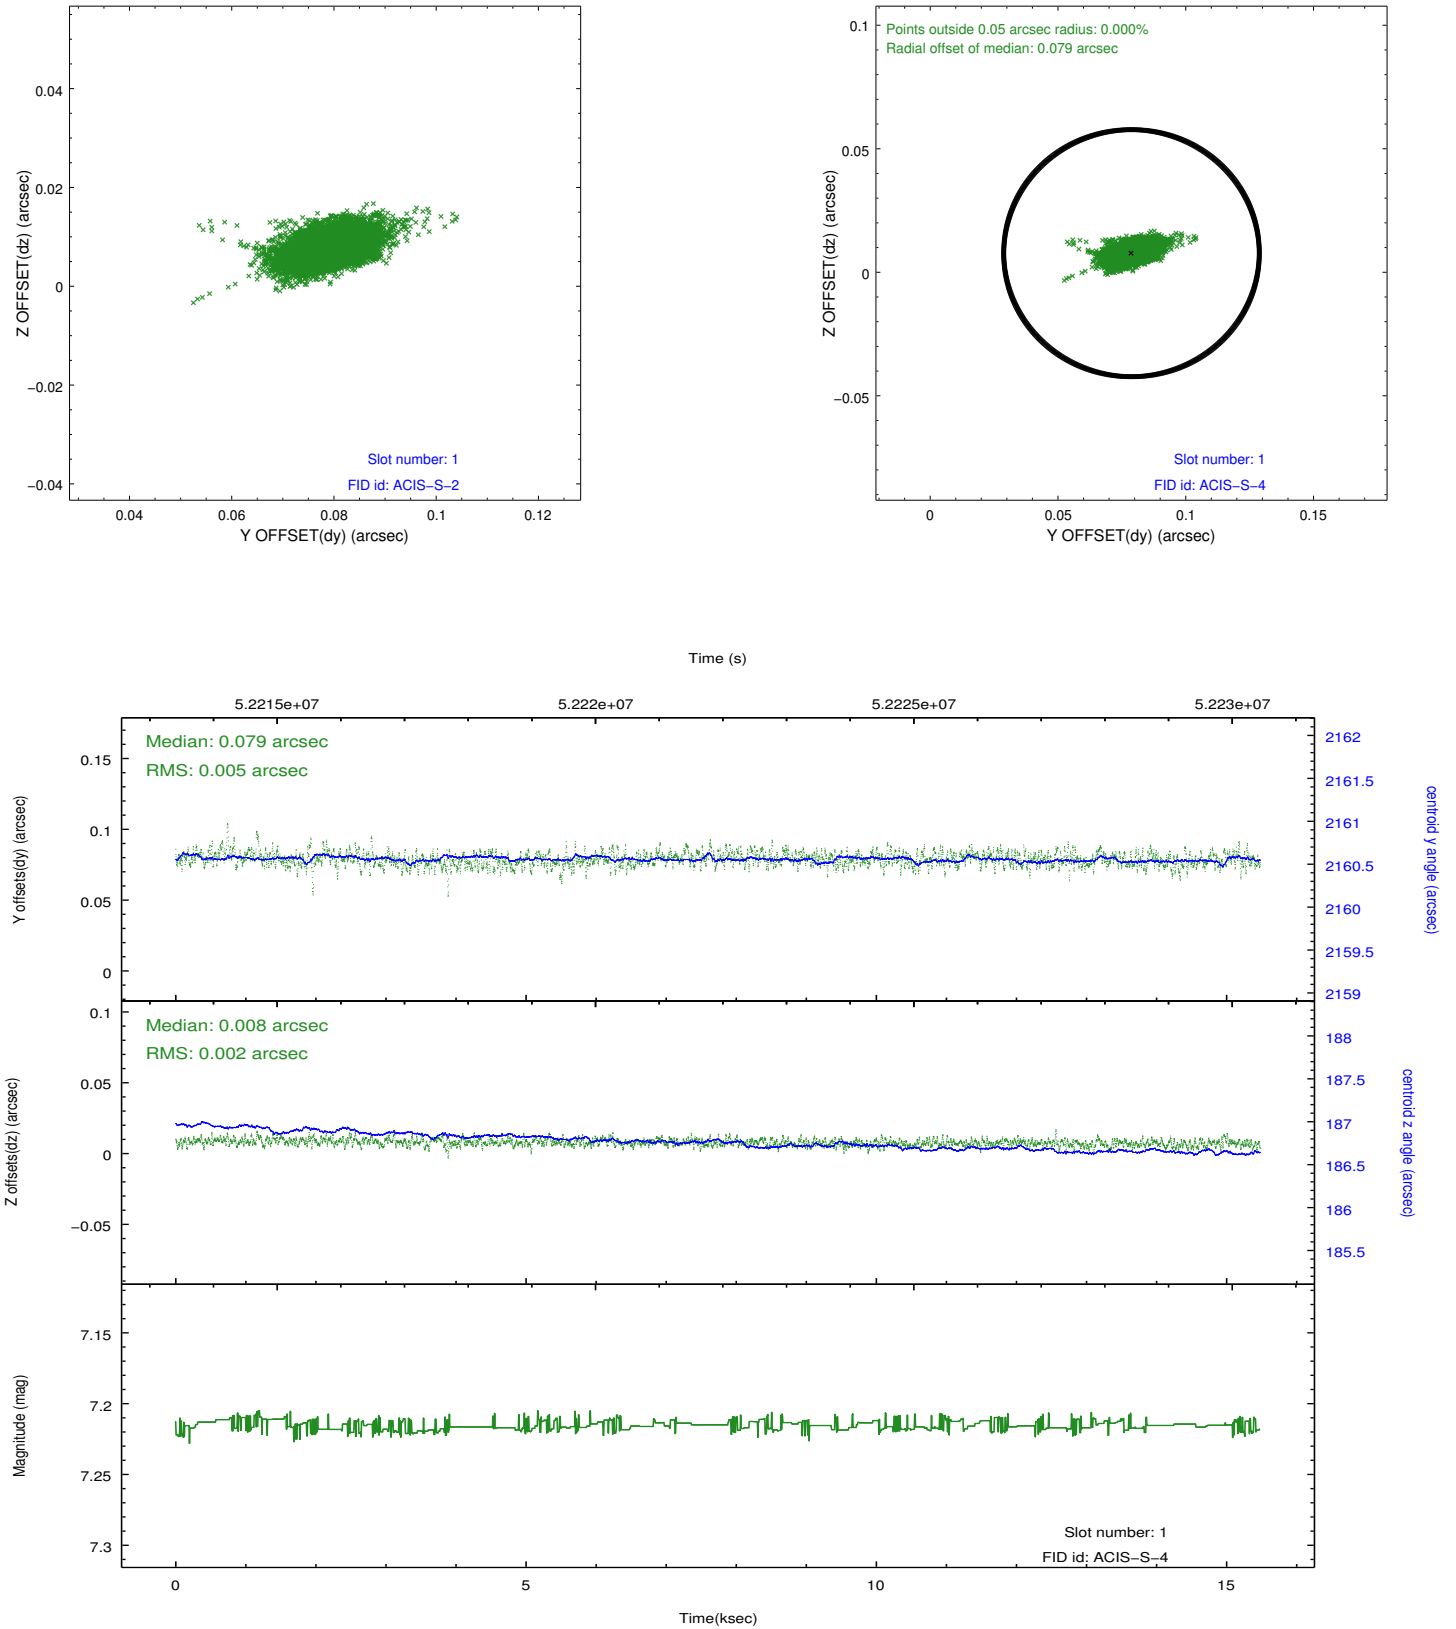 0.04
0.02
0
−0.02
−0.04
Z OFFSET(dz) (arcsec)
Slot number: 1
FID id: ACIS−S−2
0.04
0.06
0.08
0.1
0.12
Y OFFSET(dy) (arcsec)
Points outside 0.05 arcsec radius: 0.000%
Radial offset of median: 0.079 arcsec
0.1
0.05
0
−0.05
Z OFFSET(dz) (arcsec)
Slot number: 1
FID id: ACIS−S−4
0
0.05
0.1
0.15
Y OFFSET(dy) (arcsec)
Time (s)
5.2215e+07
5.222e+07
5.2225e+07
5.223e+07
Median: 0.079 arcsec
RMS: 0.005 arcsec
0.15
0.1
0.05
0
Y offsets(dy) (arcsec)
2162
2161.5
2161
2160.5
2160
2159.5
2159
centroid y angle (arcsec)
Median: 0.008 arcsec
RMS: 0.002 arcsec
0.1
0.05
0
−0.05
Z offsets(dz) (arcsec)
188
187.5
187
186.5
186
185.5
centroid z angle (arcsec)
7.15
7.2
7.25
7.3
Magnitude (mag)
Slot number: 1
FID id: ACIS−S−4
0
5
10
15
Time(ksec)